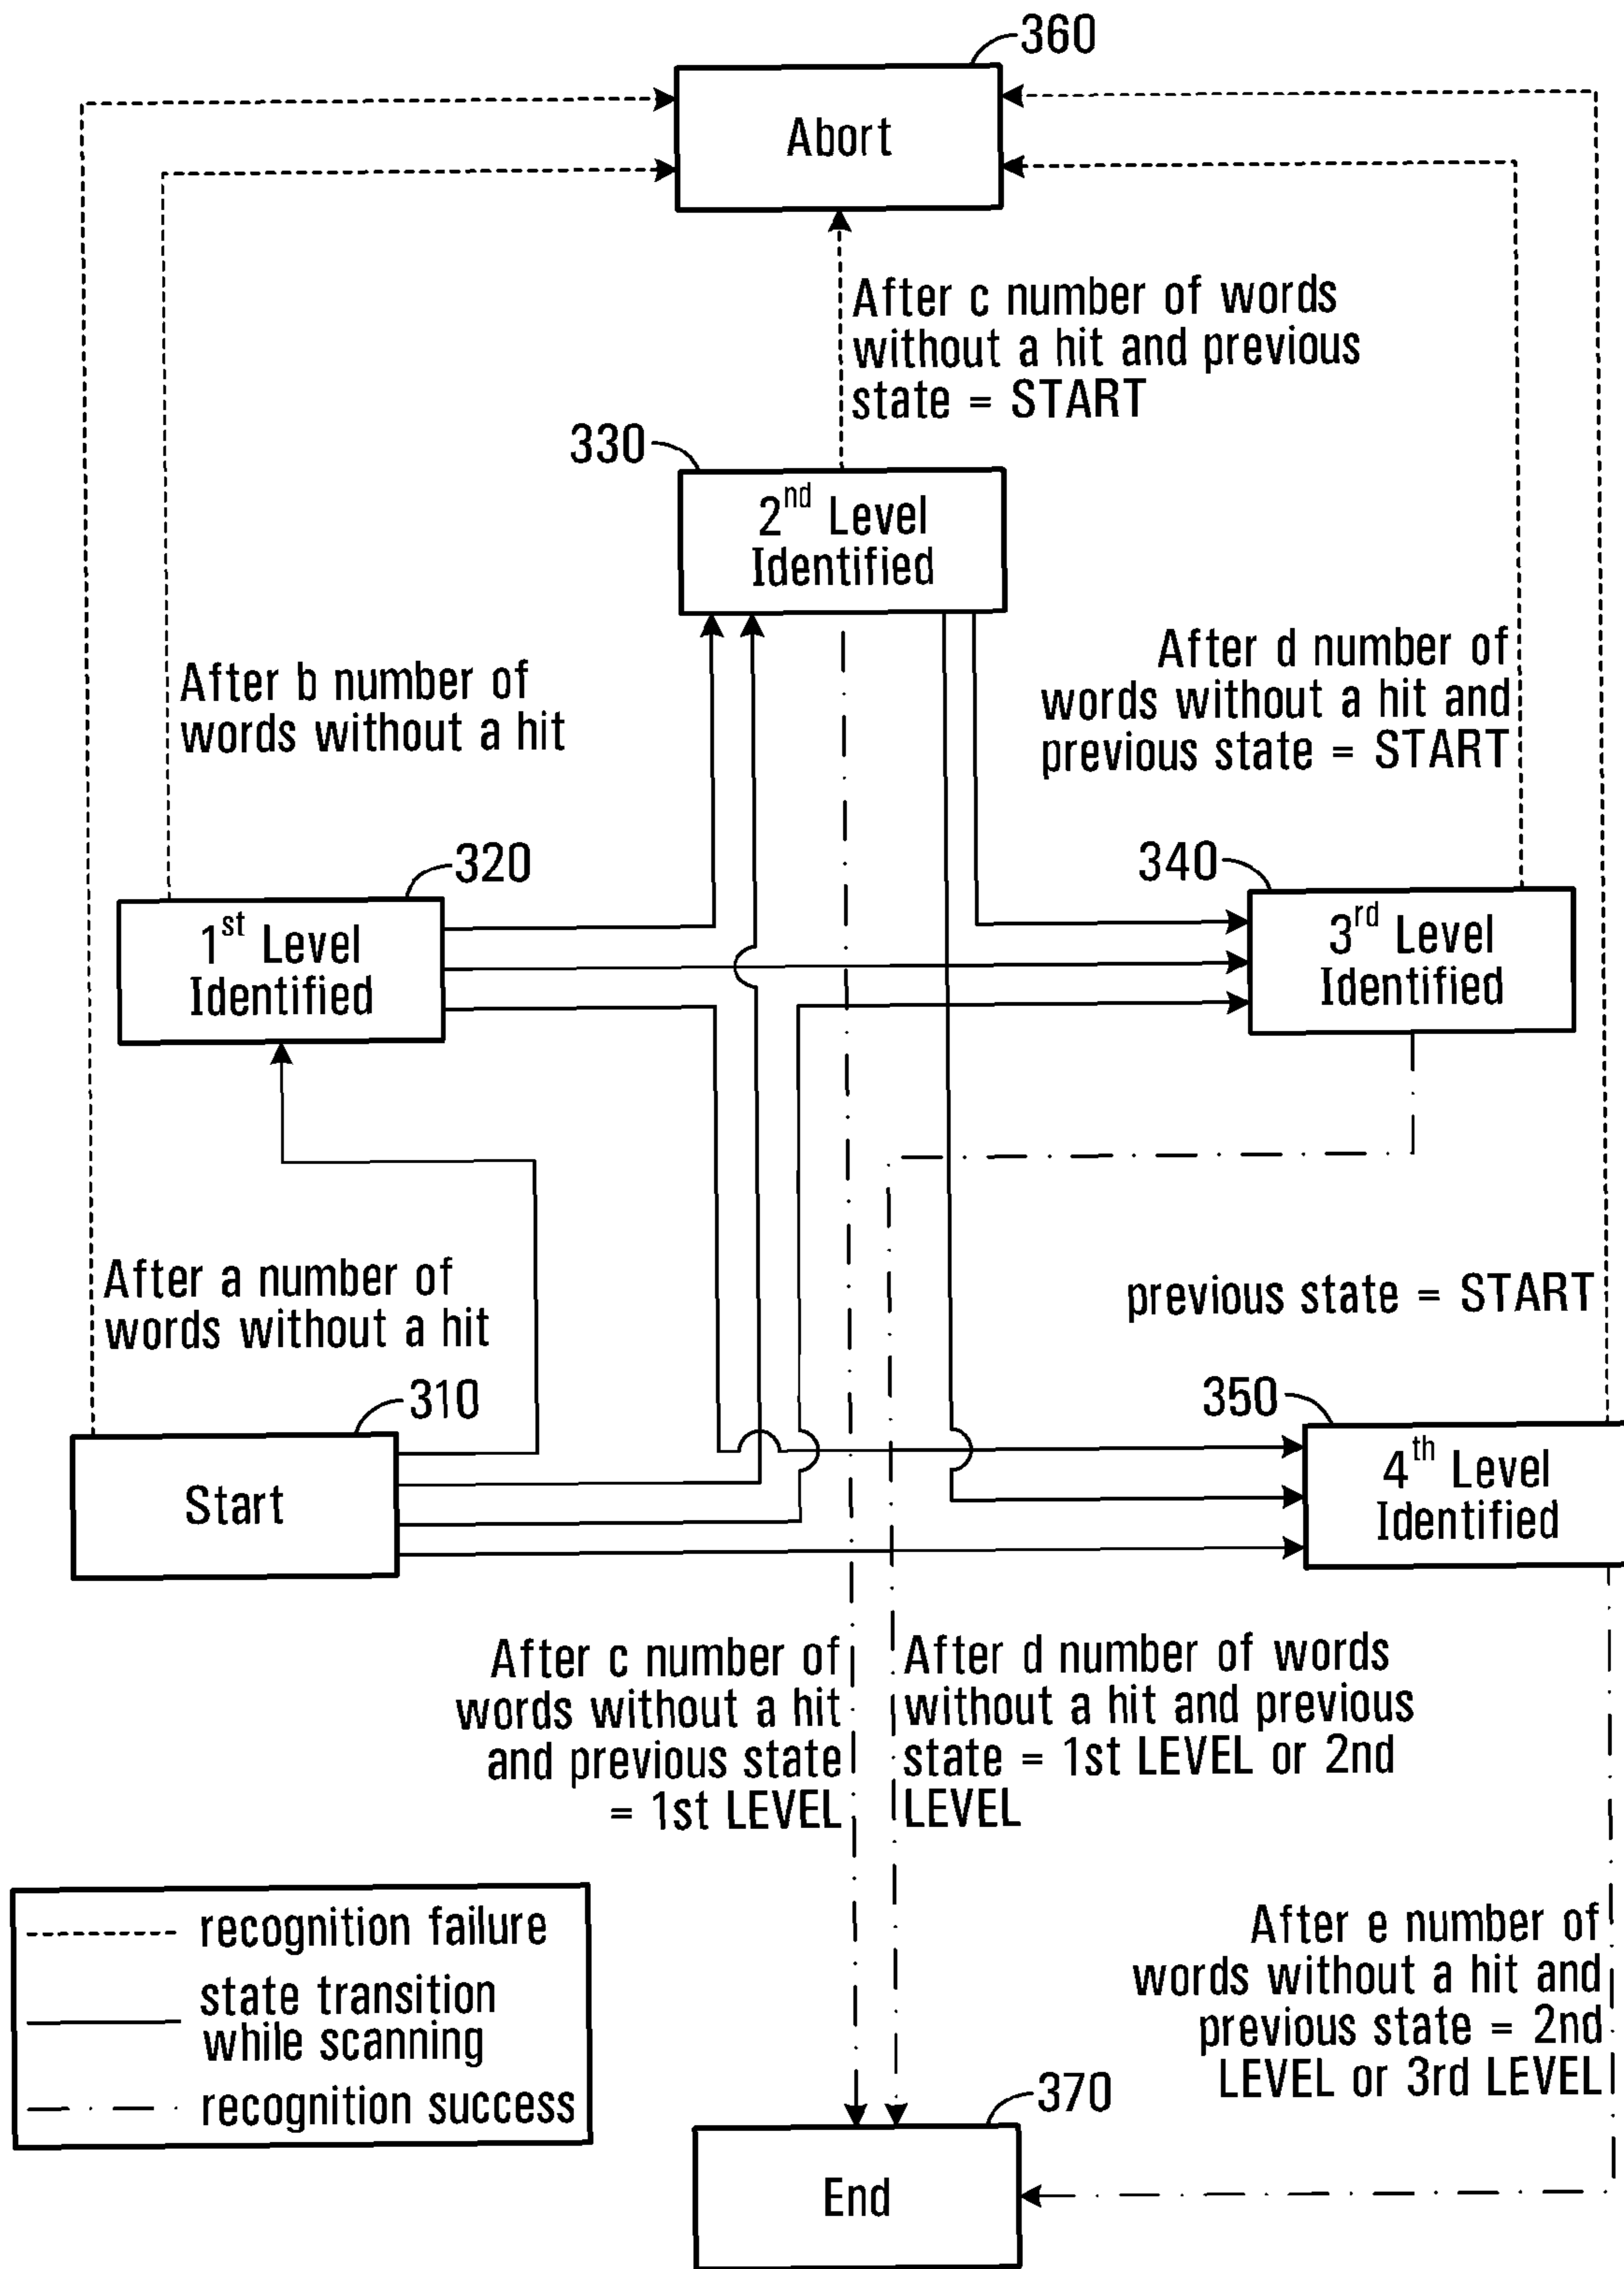 360
Abort
After c number of words
without a hit and previous
state = START
330
2nd Level
Identified
After b number of
words without a hit
After d number of
words without a hit and
previous state = START
320
1st Level
Identified
340
3rd Level
Identified
After a number of
words without a hit
previous state = START
310
Start
350
4th Level
Identified
After c number of
words without a hit
and previous state
= 1st LEVEL
After d number of words
without a hit and previous
state = 1st LEVEL or 2nd
LEVEL
recognition failure
state transition
while scanning
recognition success
After e number of
words without a hit and
previous state = 2nd
LEVEL or 3rd LEVEL
370
End